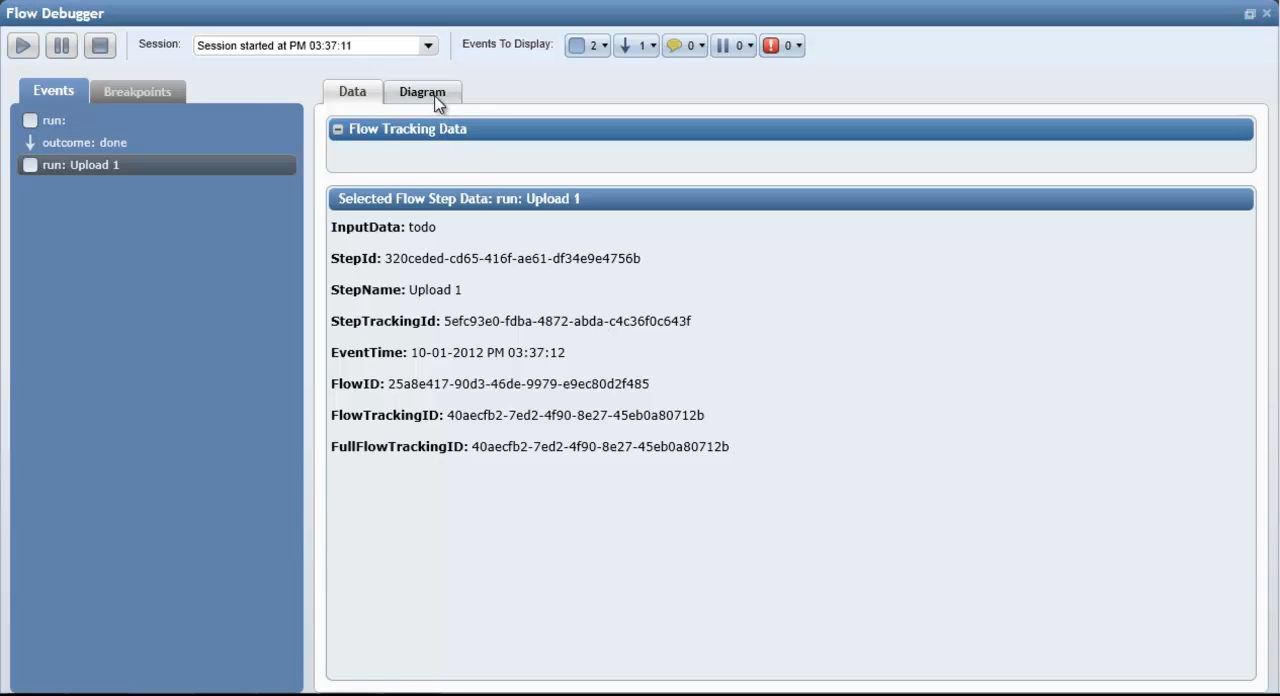 Flow Debugger
Session: Session started at PM 03:37:11 Events To Display: 2 1 0 0 0
Events Breakpoints Data Diagram
run:
outcome: done
run: Upload 1
Flow Tracking Data
Selected Flow Step Data: run: Upload 1
InputData: todo
StepId: 320ceded-cd65-416f-ae61-df34e9e4756b
StepName: Upload 1
StepTrackingId: 5efc93e0-fdba-4872-abda-c4c36f0c643f
EventTime: 10-01-2012 PM 03:37:12
FlowID: 25a8e417-90d3-46de-9979-e9ec80d2f485
FlowTrackingID: 40aecfb2-7ed2-4f90-8e27-45eb0a80712b
FullFlowTrackingID: 40aecfb2-7ed2-4f90-8e27-45eb0a80712b